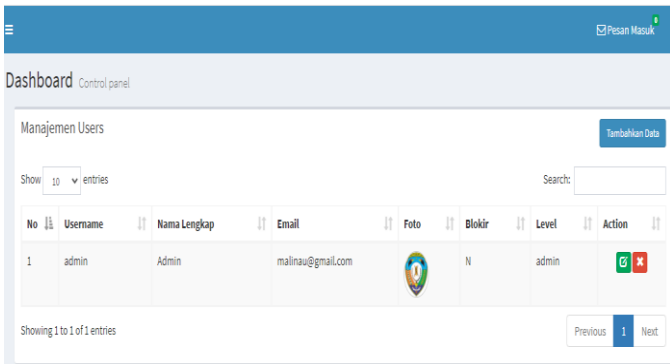 Pesan Masuk 0
Dashboard Control panel
Manajemen Users Tambahkan Data
Show 10 entries Search:
No Username Nama Lengkap Email Foto Blokir Level Action
1 admin Admin malinau@gmail.com N admin
Showing 1 to 1 of 1 entries Previous 1 Next